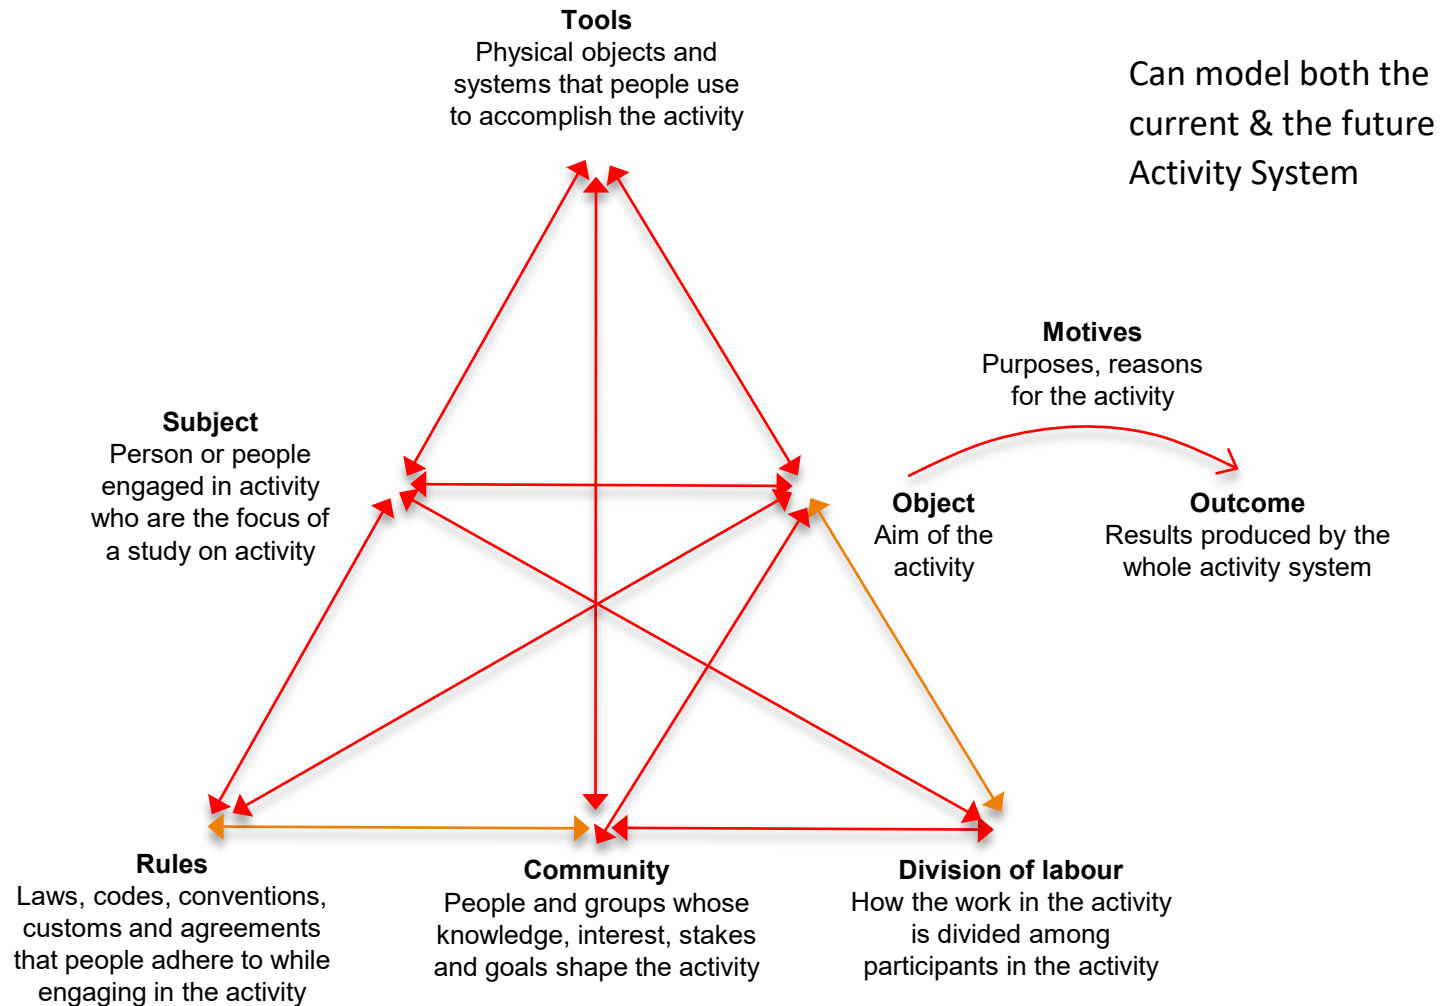 Tools
Physical objects and
systems that people use
to accomplish the activity
Can model both the
current & the future
Activity System
Motives
Purposes, reasons
for the activity
Subject
Person or people
engaged in activity
who are the focus of
a study on activity
Object
Aim of the
activity
Outcome
Results produced by the
whole activity system
Rules
Laws, codes, conventions,
customs and agreements
that people adhere to while
engaging in the activity
Community
People and groups whose
knowledge, interest, stakes
and goals shape the activity
Division of labour
How the work in the activity
is divided among
participants in the activity